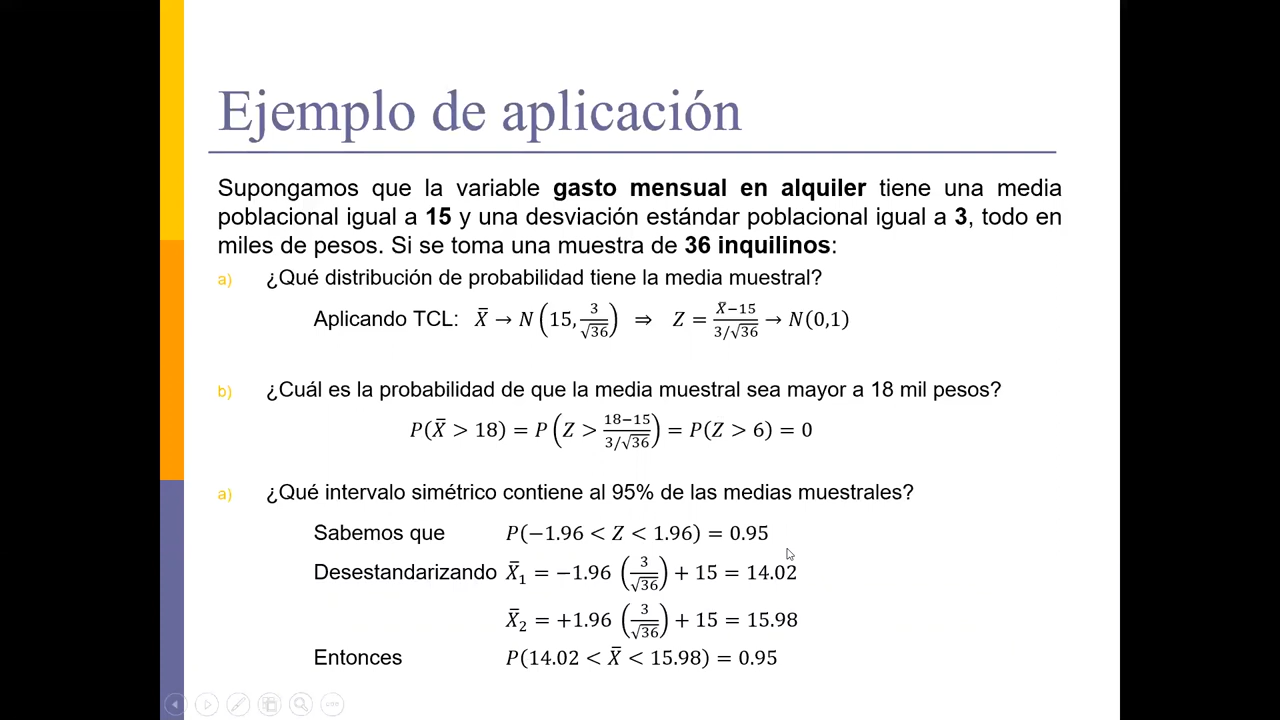 Ejemplo de aplicación
Supongamos que la variable gasto mensual en alquiler tiene una media
poblacional igual a 15 y una desviación estándar poblacional igual a 3, todo en
miles de pesos. Si se toma una muestra de 36 inquilinos:
a) ¿Qué distribución de probabilidad tiene la media muestral?
Aplicando TCL: X̄ → N(15, 3/√36) ⇒ Z = (X̄−15)/(3/√36) → N(0,1)
b) ¿Cuál es la probabilidad de que la media muestral sea mayor a 18 mil pesos?
P(X̄ > 18) = P(Z > (18−15)/(3/√36)) = P(Z > 6) = 0
a) ¿Qué intervalo simétrico contiene al 95% de las medias muestrales?
Sabemos que P(−1.96 < Z < 1.96) = 0.95
Desestandarizando X̄₁ = −1.96 (3/√36) + 15 = 14.02
X̄₂ = +1.96 (3/√36) + 15 = 15.98
Entonces P(14.02 < X̄ < 15.98) = 0.95